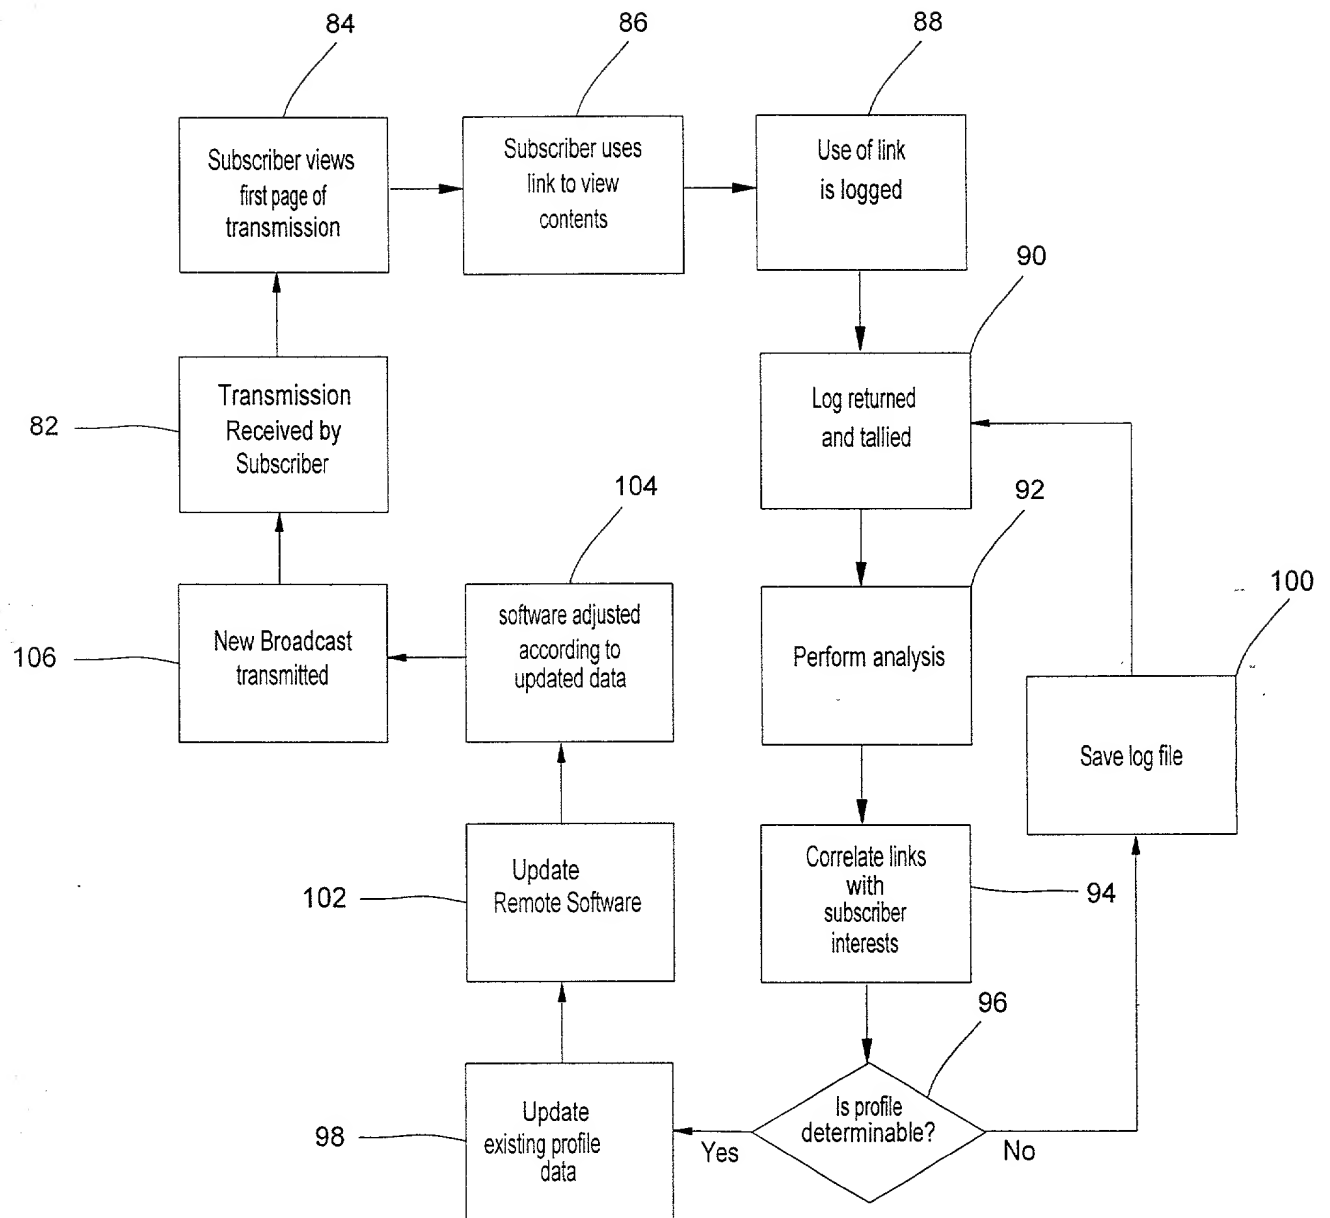 84
86
88
Subscriber views
first page of
transmission
Subscriber uses
link to view
contents
Use of link
is logged
90
82
Transmission
Received by
Subscriber
Log returned
and tallied
104
92
100
106
New Broadcast
transmitted
software adjusted
according to
updated data
Perform analysis
Save log file
102
Update
Remote Software
Correlate links
with
subscriber
interests
94
96
98
Update
existing profile
data
Yes
Is profile
determinable?
No